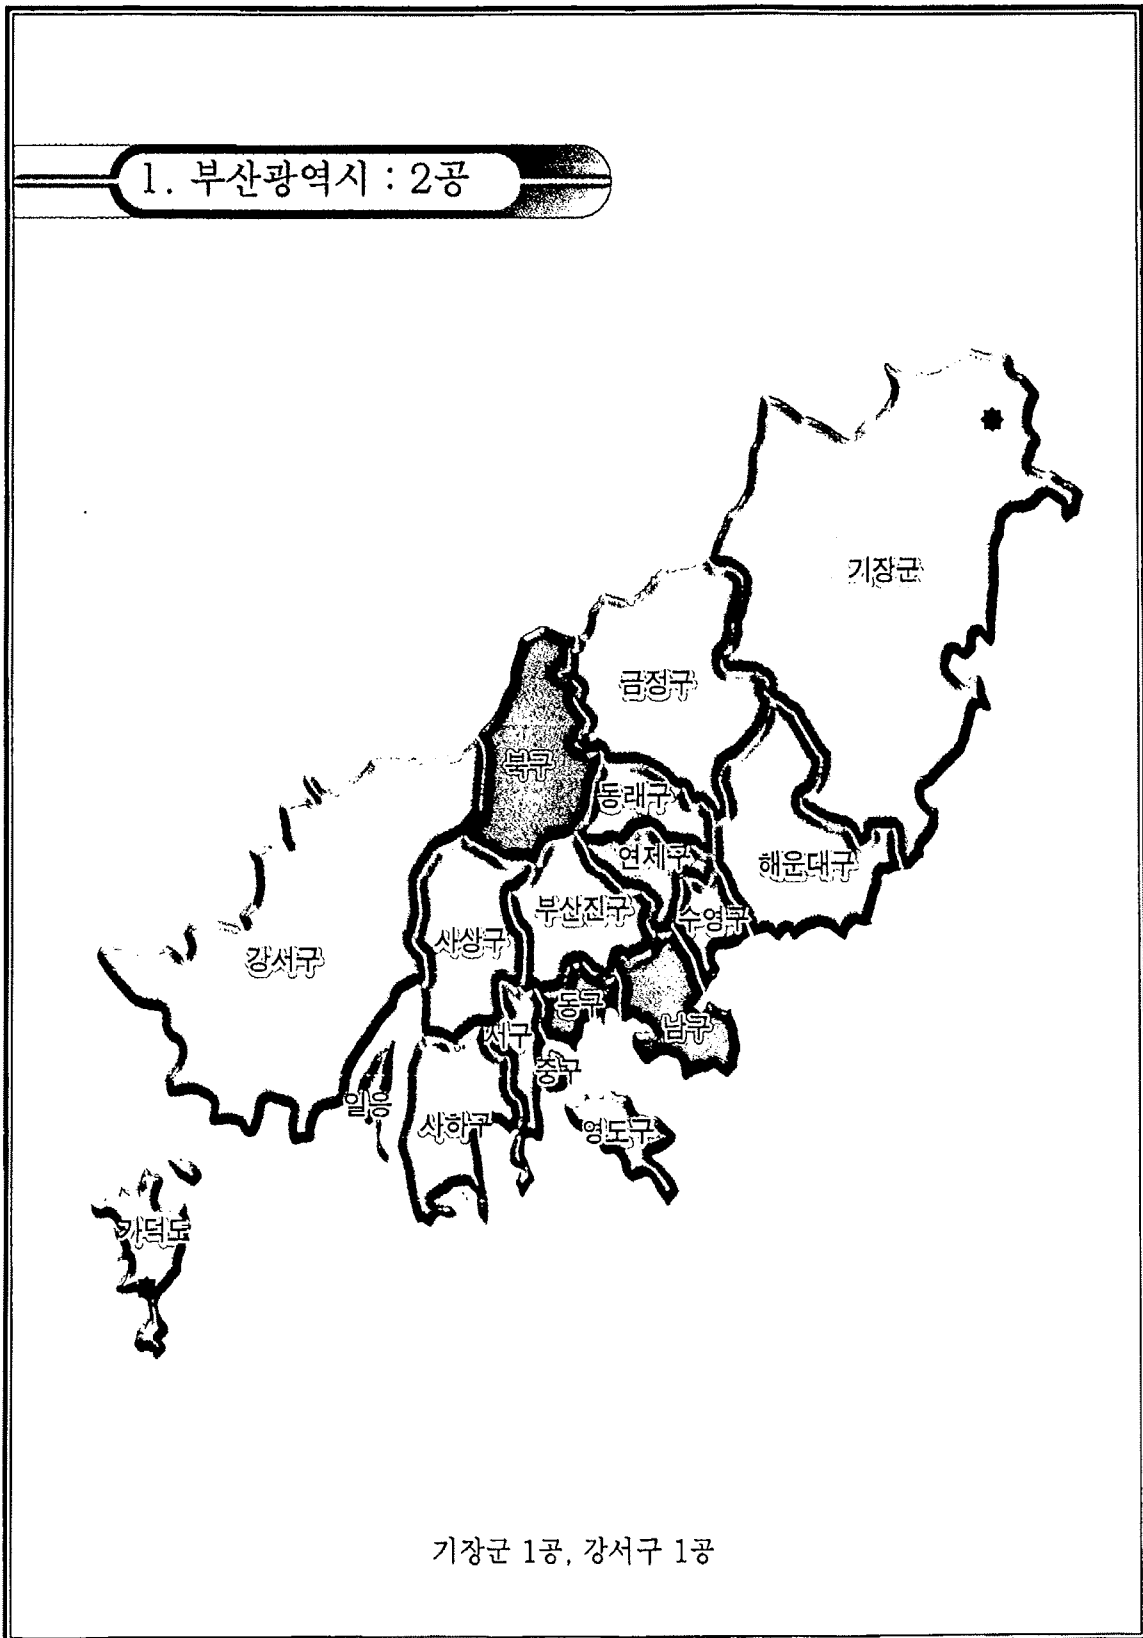 1. 부산광역시 : 2공
기장군
금정구
북구
동래구
연제구
해운대구
부산진구
수영구
사상구
강서구
동구
남구
서구
중구
일웅
사하구
영도구
가덕도
기장군 1공, 강서구 1공